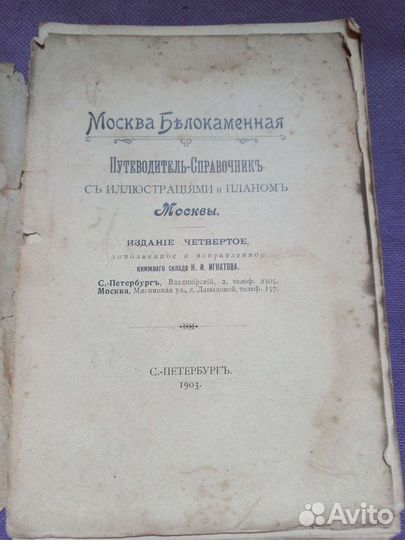 Москва Бѣлокаменная
Путеводитель-Справочникъ
съ иллюстраціями и планомъ
Москвы.
ИЗДАНІЕ ЧЕТВЕРТОЕ,
дополненное и исправленное
книжнаго склада Н. И. ИГНАТОВА.
С.-Петербургъ, Владимірскій, 2, телеф. 2305.
Москва, Мясницкая ул., д. Давыдовой, телеф. 157.
С.-ПЕТЕРБУРГЪ.
1903.
Avito